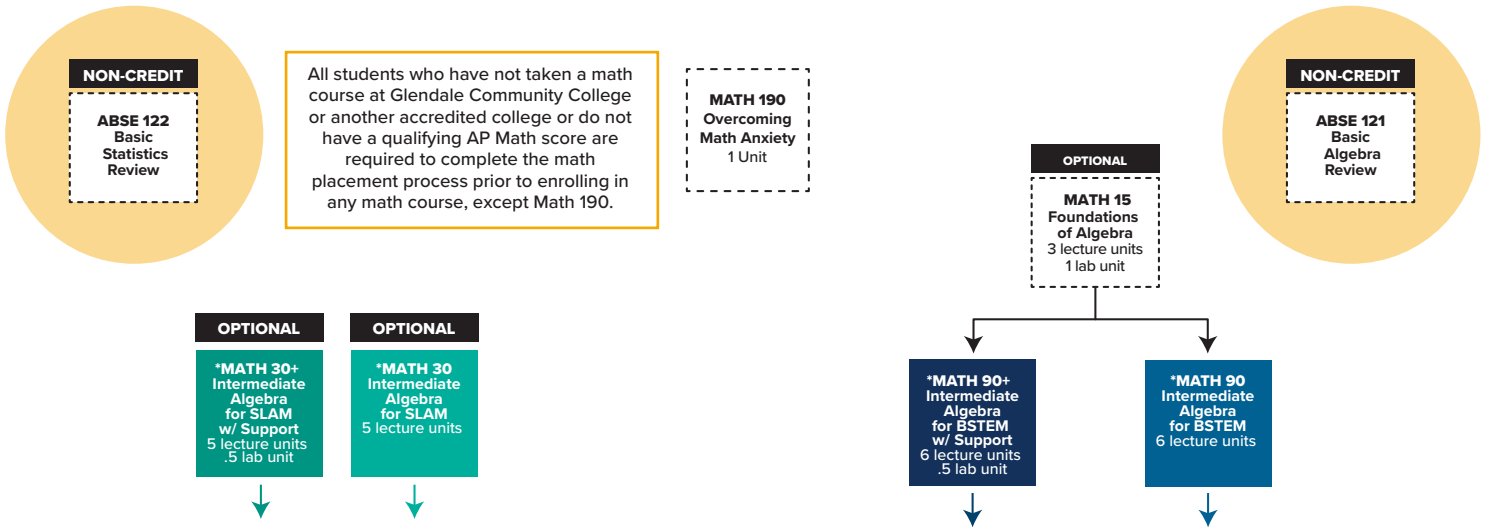 NON-CREDIT
ABSE 122
Basic
Statistics
Review
All students who have not taken a math
course at Glendale Community College
or another accredited college or do not
have a qualifying AP Math score are
required to complete the math
placement process prior to enrolling in
any math course, except Math 190.
MATH 190
Overcoming
Math Anxiety
1 Unit
NON-CREDIT
ABSE 121
Basic
Algebra
Review
OPTIONAL
MATH 15
Foundations
of Algebra
3 lecture units
1 lab unit
OPTIONAL
*MATH 30+
Intermediate
Algebra
for SLAM
w/ Support
5 lecture units
.5 lab unit
OPTIONAL
*MATH 30
Intermediate
Algebra
for SLAM
5 lecture units
*MATH 90+
Intermediate
Algebra
for BSTEM
w/ Support
6 lecture units
.5 lab unit
*MATH 90
Intermediate
Algebra
for BSTEM
6 lecture units